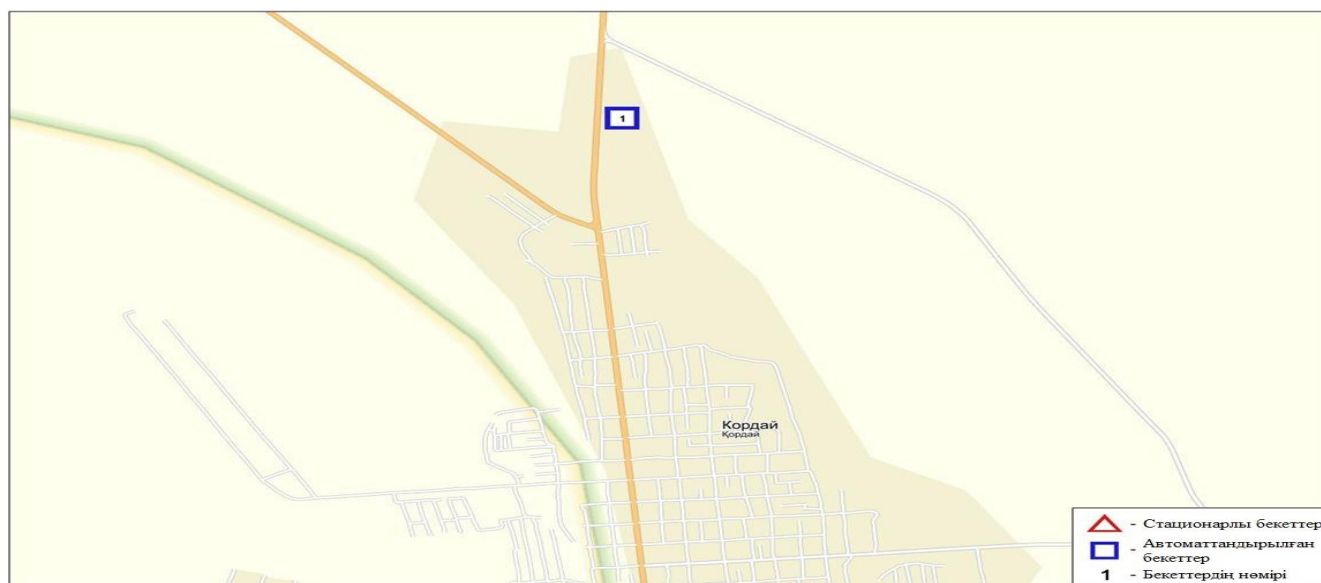 1
Кордай
Қордай
- Стационарлы бекеттер
- Автоматтандырылған
бекеттер
1 - Бекеттердің нөмірі